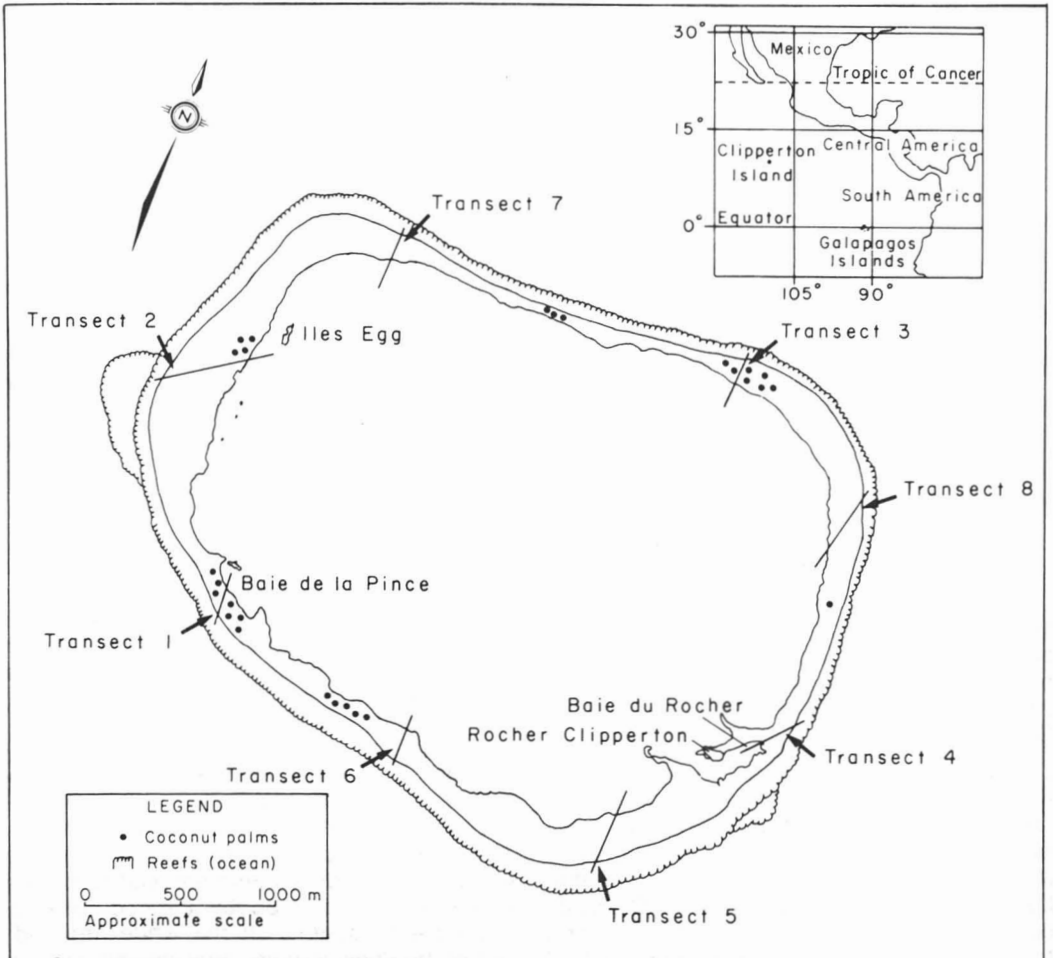 30°
Mexico
Tropic of Cancer
15°
Clipperton
Island
Central America
South America
Equator
0°
Galapagos
Islands
105°
90°
N
Transect 7
Transect 2
Iles Egg
Transect 3
Transect 8
Baie de la Pince
Transect 1
Baie du Rocher
Rocher Clipperton
Transect 4
Transect 6
Transect 5
LEGEND
Coconut palms
Reefs (ocean)
0 500 1000 m
Approximate scale